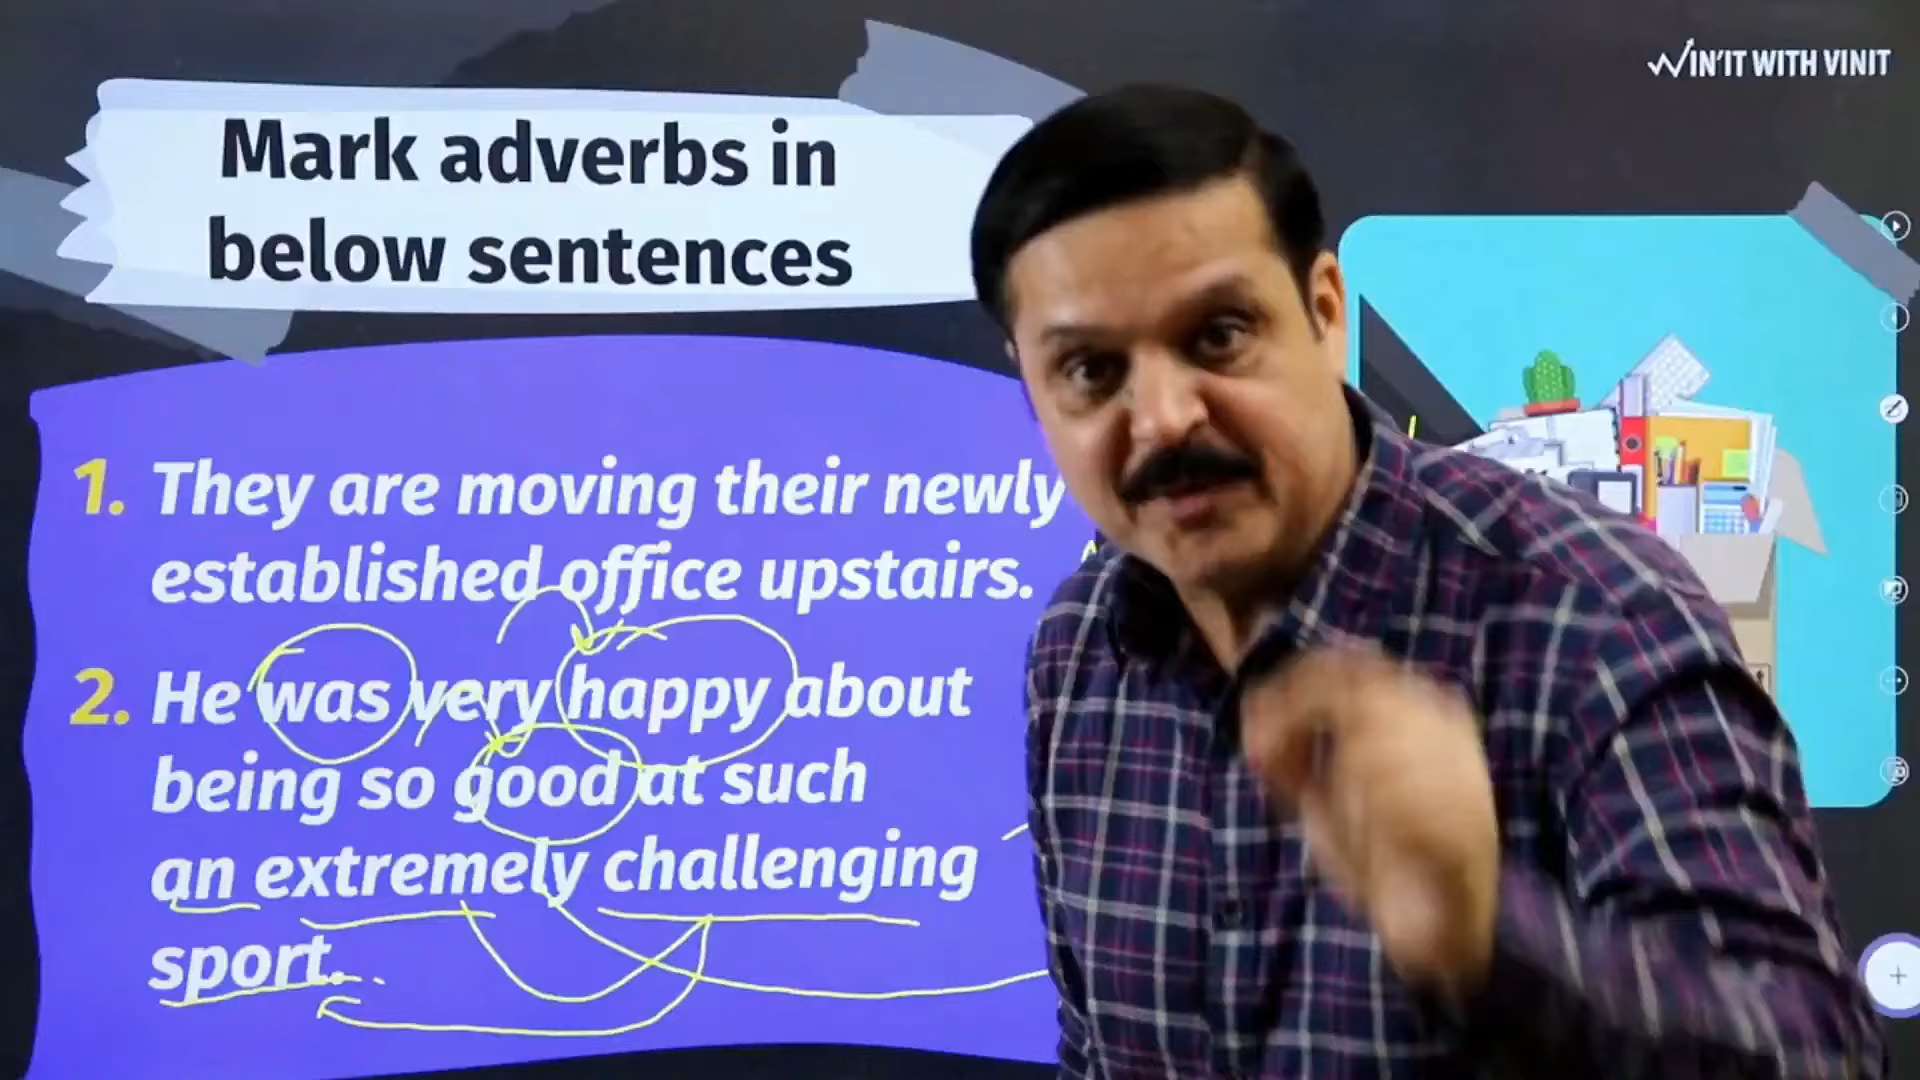 WIN'IT WITH VINIT
Mark adverbs in
below sentences
1. They are moving their newly
established office upstairs.
2. He was very happy about
being so good at such
an extremely challenging
sport.